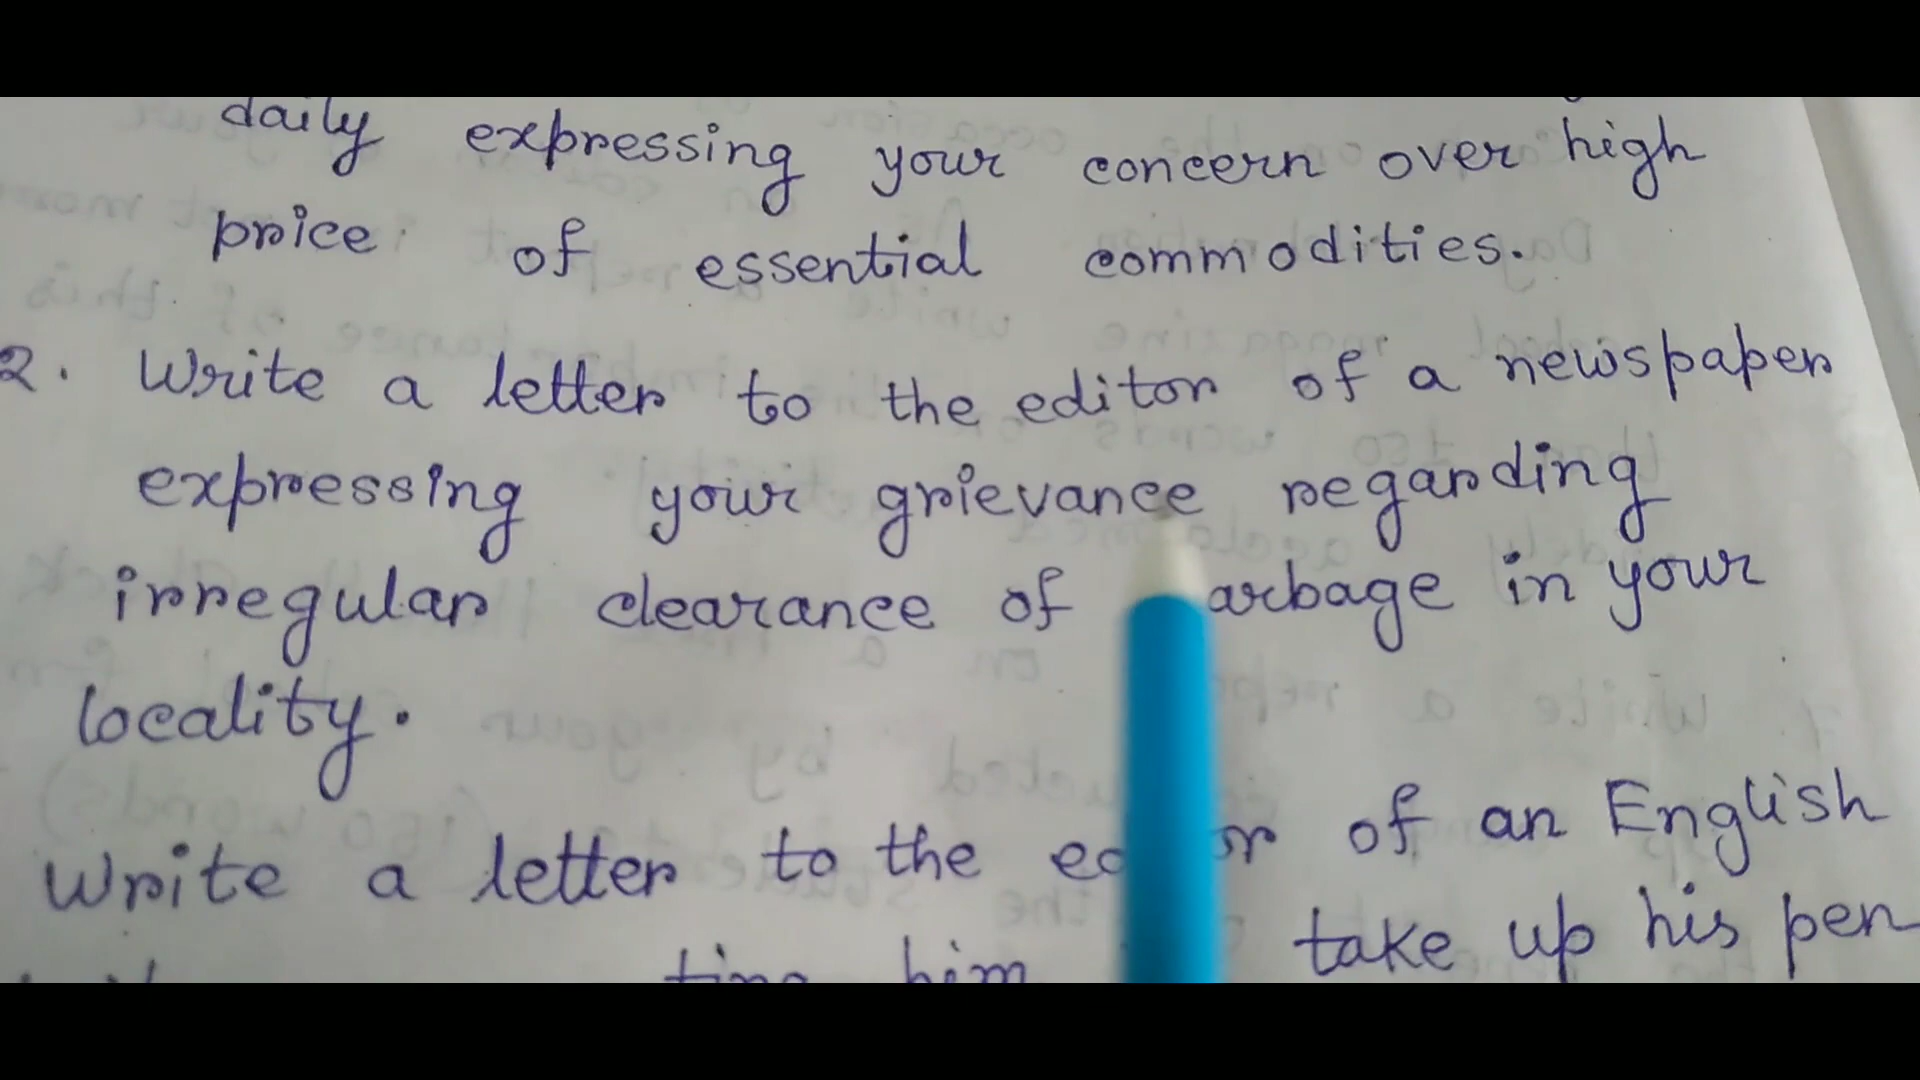 daily expressing your concern over high
price of essential commodities.
2. Write a letter to the editor of a newspaper
expressing your grievance regarding
irregular clearance of arbage in your
locality.
Write a letter to the of an English
him take up his pen